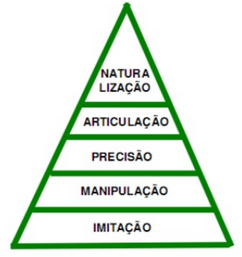 NATURA
LIZAÇÃO
ARTICULAÇÃO
PRECISÃO
MANIPULAÇÃO
IMITAÇÃO